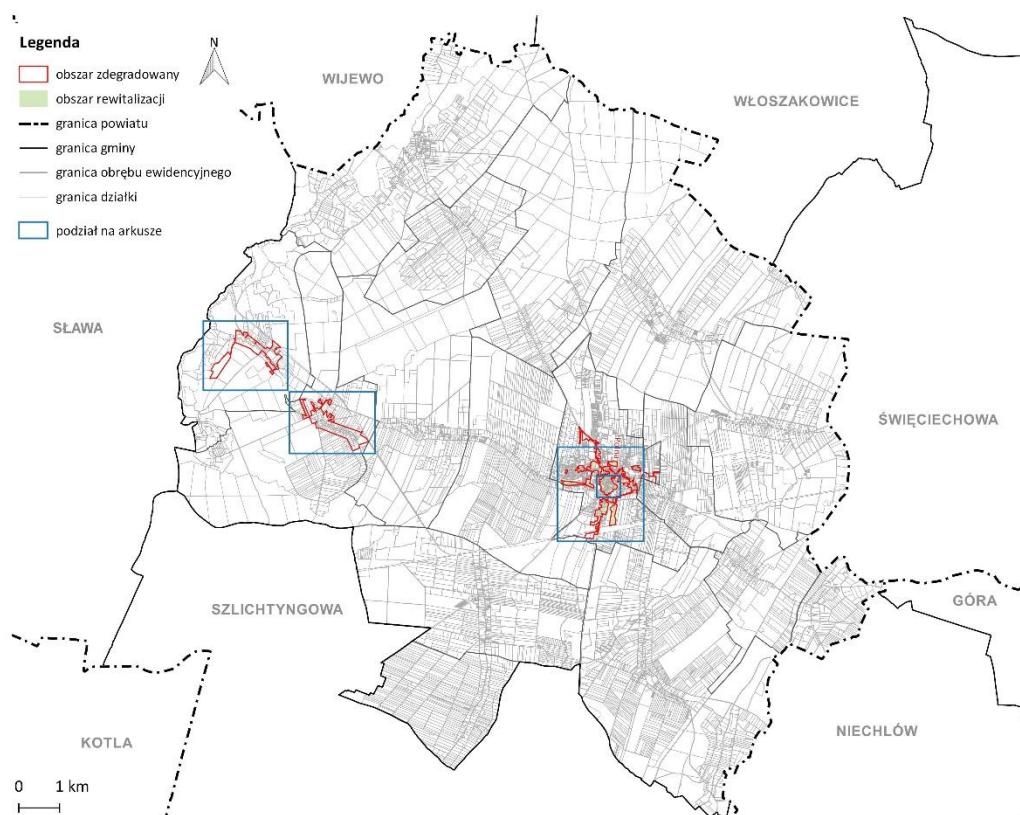 Legenda
obszar zdegradowany
obszar rewitalizacji
granica powiatu
granica gminy
granica obrębu ewidencyjnego
granica działki
podział na arkusze
N
WIJEWO
WŁOSZAKOWICE
SŁAWA
ŚWIĘCIECHOWA
SZLICHTYNGOWA
GÓRA
KOTLA
NIECHLÓW
0 1 km